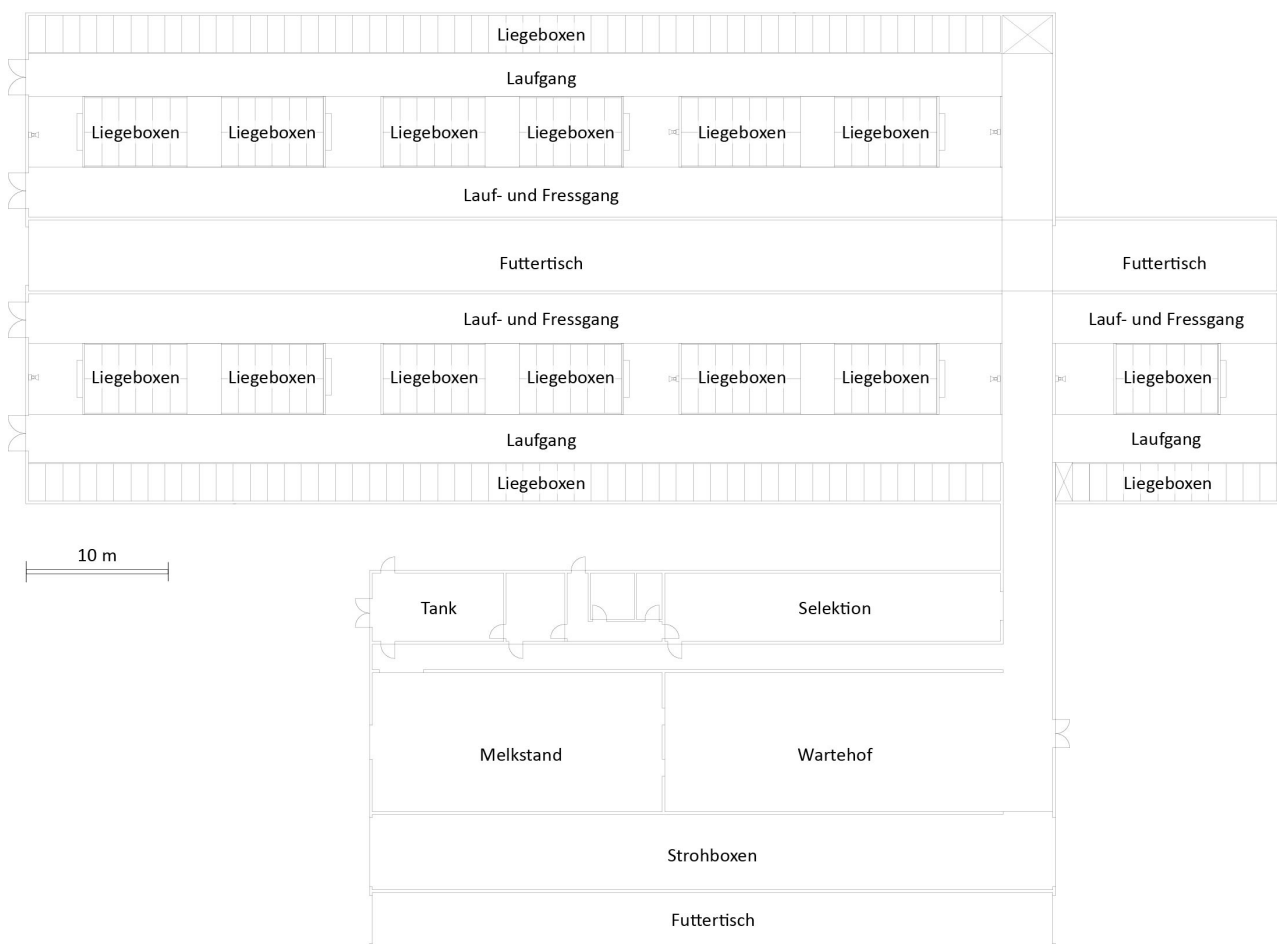 Liegeboxen
Laufgang
Liegeboxen Liegeboxen Liegeboxen Liegeboxen Liegeboxen Liegeboxen
Lauf- und Fressgang
Futtertisch Futtertisch
Lauf- und Fressgang Lauf- und Fressgang
Liegeboxen Liegeboxen Liegeboxen Liegeboxen Liegeboxen Liegeboxen Liegeboxen
Laufgang Laufgang
Liegeboxen Liegeboxen
10 m
Tank Selektion
Melkstand Wartehof
Strohboxen
Futtertisch